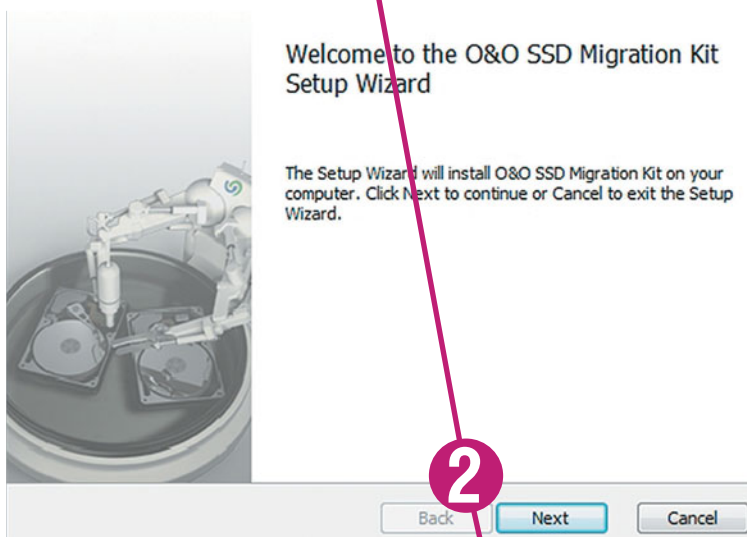 Welcome to the O&O SSD Migration Kit
Setup Wizard
The Setup Wizard will install O&O SSD Migration Kit on your
computer. Click Next to continue or Cancel to exit the Setup
Wizard.
2
Back Next Cancel